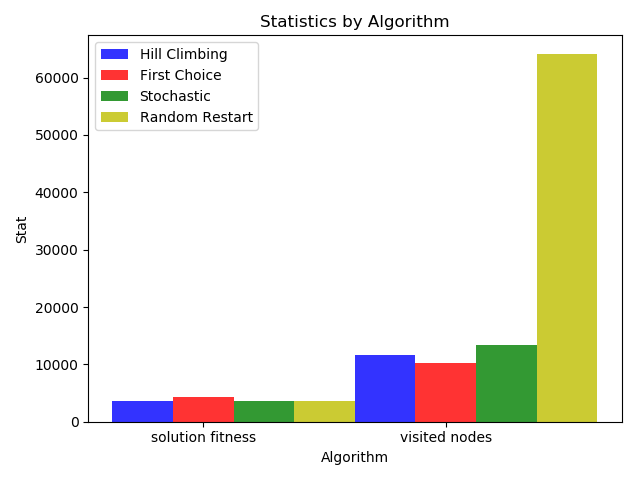 Statistics by Algorithm
Hill Climbing
First Choice
Stochastic
Random Restart
60000
50000
40000
30000
20000
10000
0
Stat
solution fitness
visited nodes
Algorithm